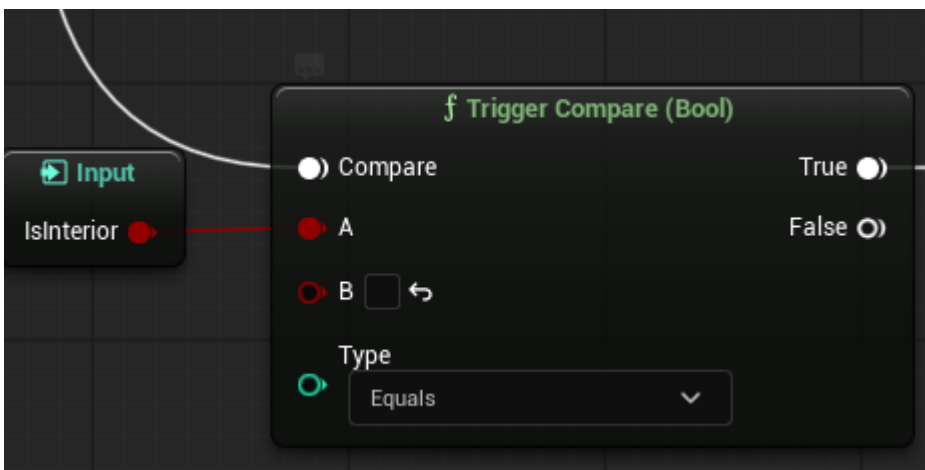 Trigger Compare (Bool)
Input
Compare
True
IsInterior
A
False
B
Type
Equals